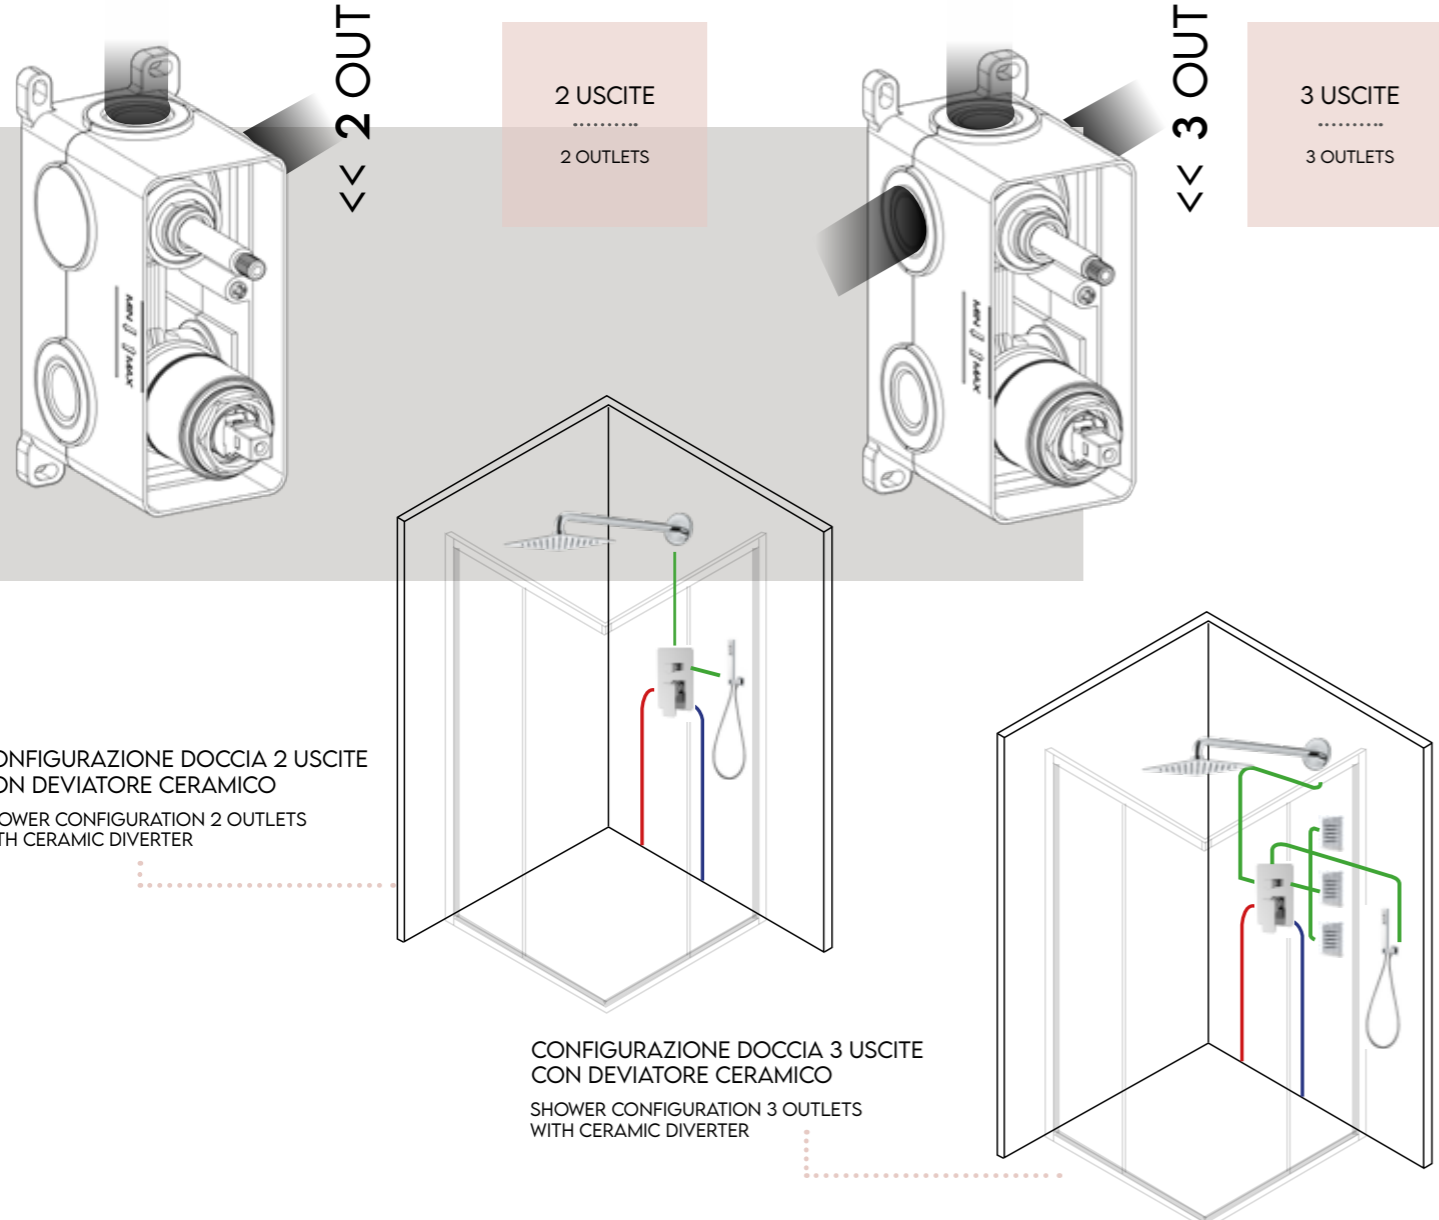 << 2 OUT
2 USCITE
2 OUTLETS
<< 3 OUT
3 USCITE
3 OUTLETS
MIN MAX
MIN MAX
ONFIGURAZIONE DOCCIA 2 USCITE
ON DEVIATORE CERAMICO
OWER CONFIGURATION 2 OUTLETS
TH CERAMIC DIVERTER
CONFIGURAZIONE DOCCIA 3 USCITE
CON DEVIATORE CERAMICO
SHOWER CONFIGURATION 3 OUTLETS
WITH CERAMIC DIVERTER